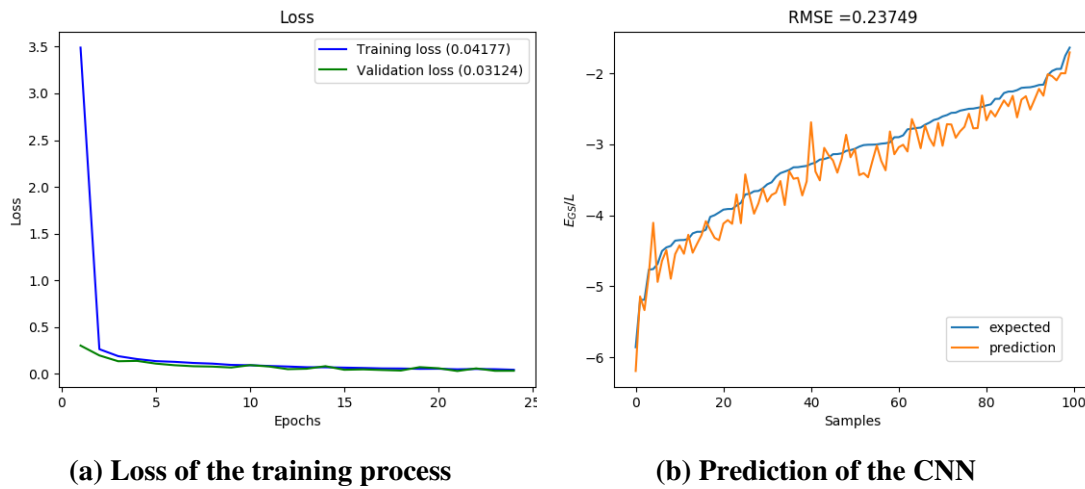 Loss
Training loss (0.04177)
Validation loss (0.03124)
3.5
3.0
2.5
2.0
1.5
1.0
0.5
0.0
Loss
0
5
10
15
20
25
Epochs
(a) Loss of the training process
RMSE =0.23749
−2
−3
−4
−5
−6
E_GS/L
expected
prediction
0
20
40
60
80
100
Samples
(b) Prediction of the CNN